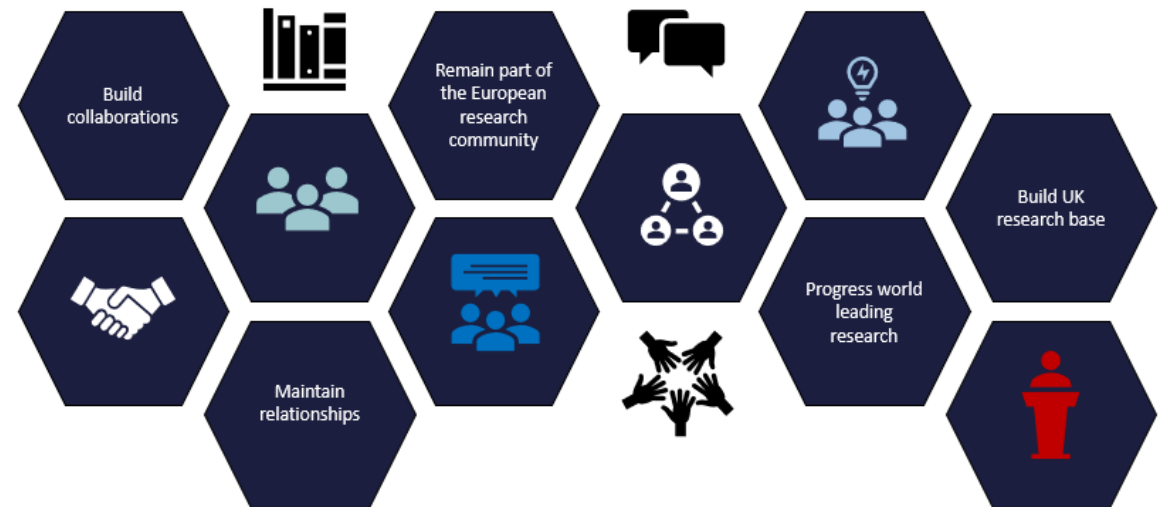 Build
collaborations
Remain part of
the European
research
community
Build UK
research base
Progress world
leading
research
Maintain
relationships